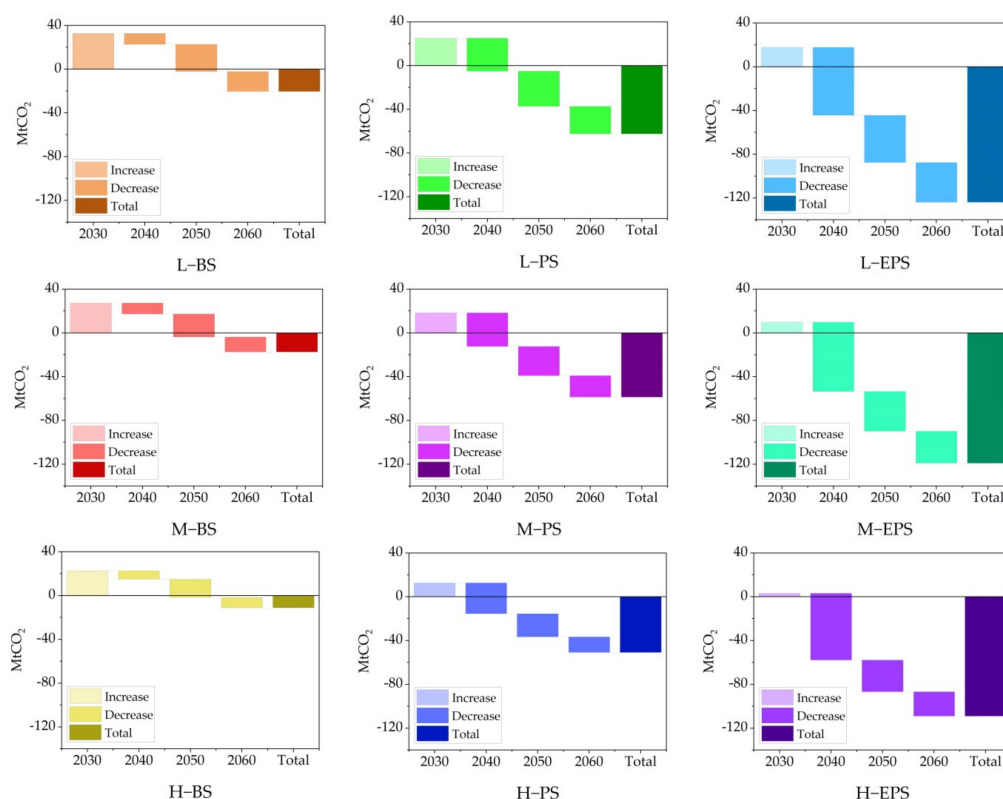 40
0
-40
-80
-120
MtCO2
Increase
Decrease
Total
2030 2040 2050 2060 Total
L–BS
40
0
-40
-80
-120
MtCO2
Increase
Decrease
Total
2030 2040 2050 2060 Total
L–PS
40
0
-40
-80
-120
MtCO2
Increase
Decrease
Total
2030 2040 2050 2060 Total
L–EPS
40
0
-40
-80
-120
MtCO2
Increase
Decrease
Total
2030 2040 2050 2060 Total
M–BS
40
0
-40
-80
-120
MtCO2
Increase
Decrease
Total
2030 2040 2050 2060 Total
M–PS
40
0
-40
-80
-120
MtCO2
Increase
Decrease
Total
2030 2040 2050 2060 Total
M–EPS
40
0
-40
-80
-120
MtCO2
Increase
Decrease
Total
2030 2040 2050 2060 Total
H–BS
40
0
-40
-80
-120
MtCO2
Increase
Decrease
Total
2030 2040 2050 2060 Total
H–PS
40
0
-40
-80
-120
MtCO2
Increase
Decrease
Total
2030 2040 2050 2060 Total
H–EPS